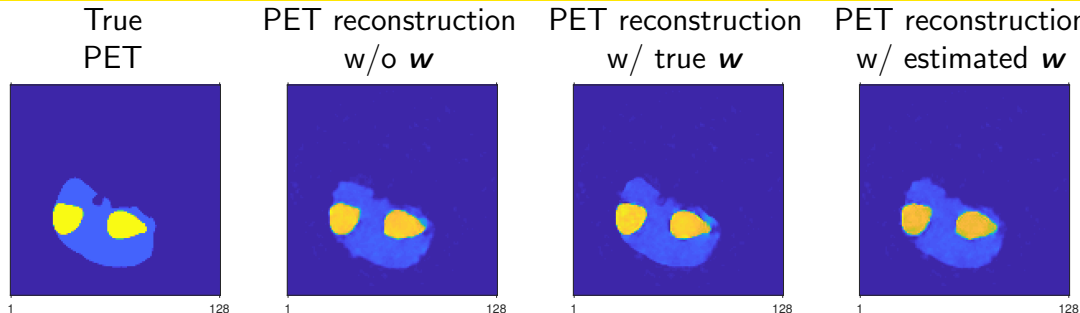 True
PET
PET reconstruction
w/o w
PET reconstruction
w/ true w
PET reconstruction
w/ estimated w
1 128
1 128
1 128
1 128